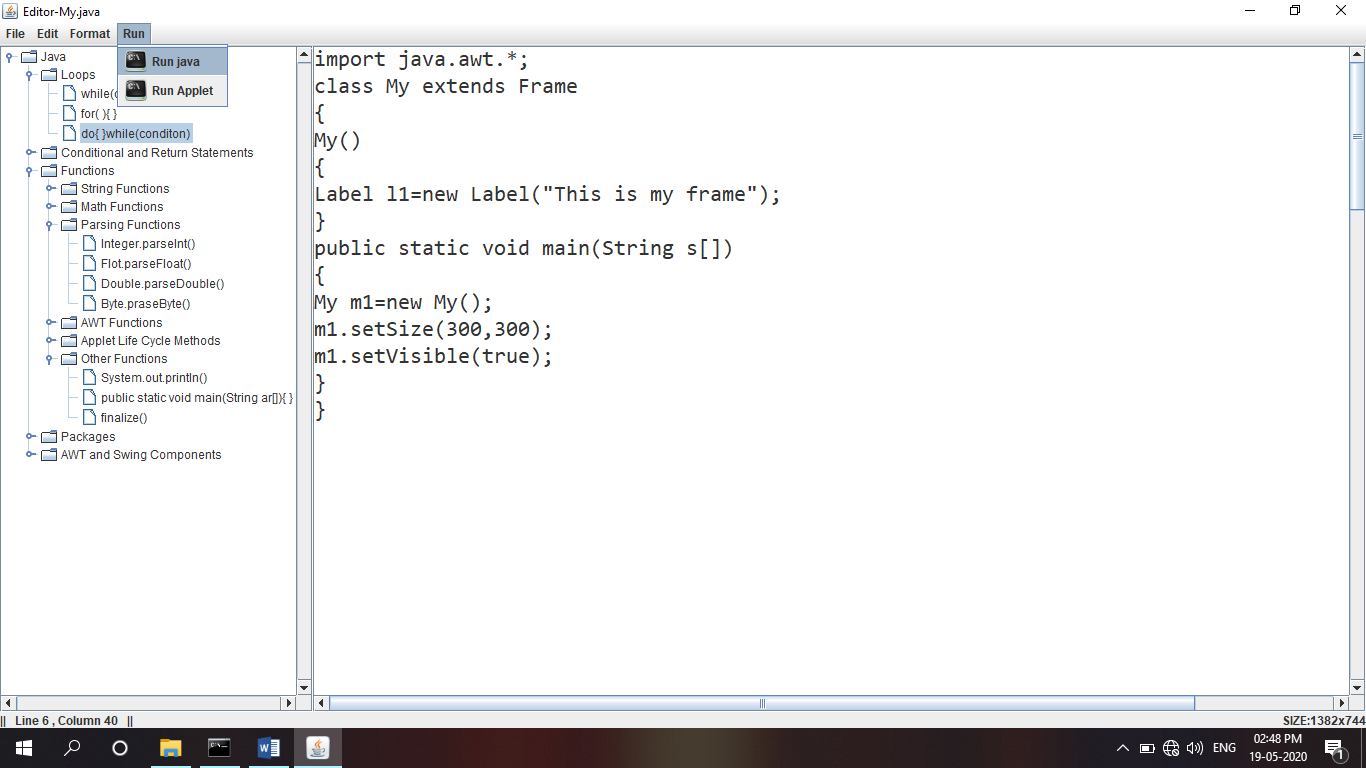 Editor-My.java
File Edit Format Run
Run java
Run Applet
Java
Loops
while(c
for( ){ }
do{ }while(conditon)
Conditional and Return Statements
Functions
String Functions
Math Functions
Parsing Functions
Integer.parseInt()
Flot.parseFloat()
Double.parseDouble()
Byte.praseByte()
AWT Functions
Applet Life Cycle Methods
Other Functions
System.out.println()
public static void main(String ar[]){ }
finalize()
Packages
AWT and Swing Components
import java.awt.*;
class My extends Frame
{
My()
{
Label l1=new Label("This is my frame");
}
public static void main(String s[])
{
My m1=new My();
m1.setSize(300,300);
m1.setVisible(true);
}
}
|| Line 6 , Column 40 ||
SIZE:1382x744
ENG
02:48 PM
19-05-2020
1